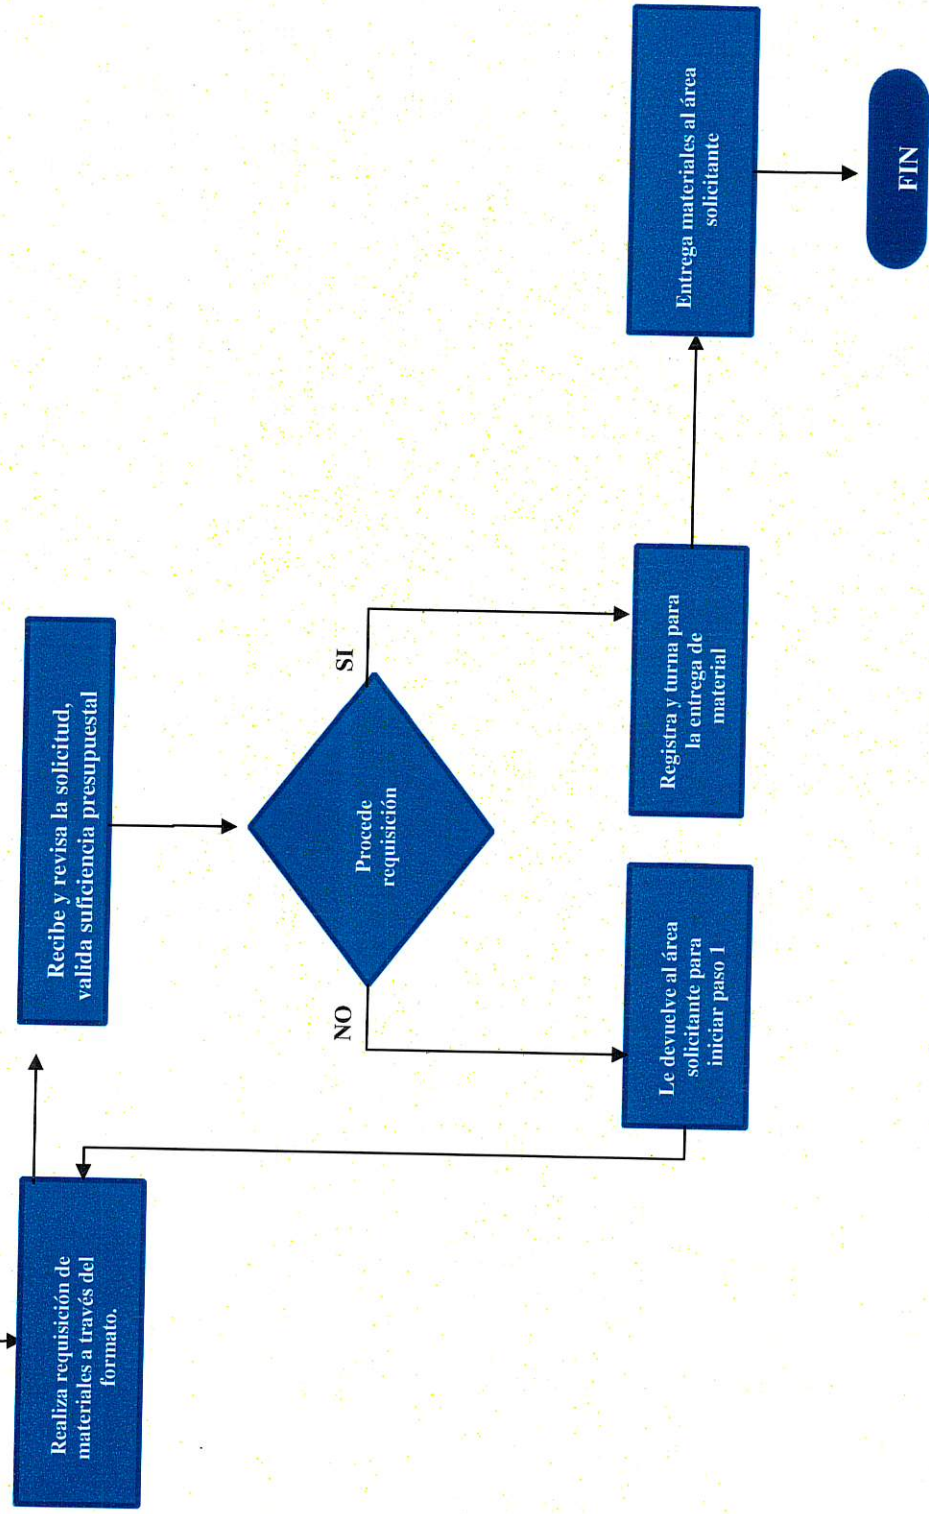 Realiza requisición de
materiales a través del
formato.
Recibe y revisa la solicitud,
valida suficiencia presupuestal
Procede
requisición
NO
SI
Le devuelve al área
solicitante para
iniciar paso 1
Registra y turna para
la entrega de
material
Entrega materiales al área
solicitante
FIN